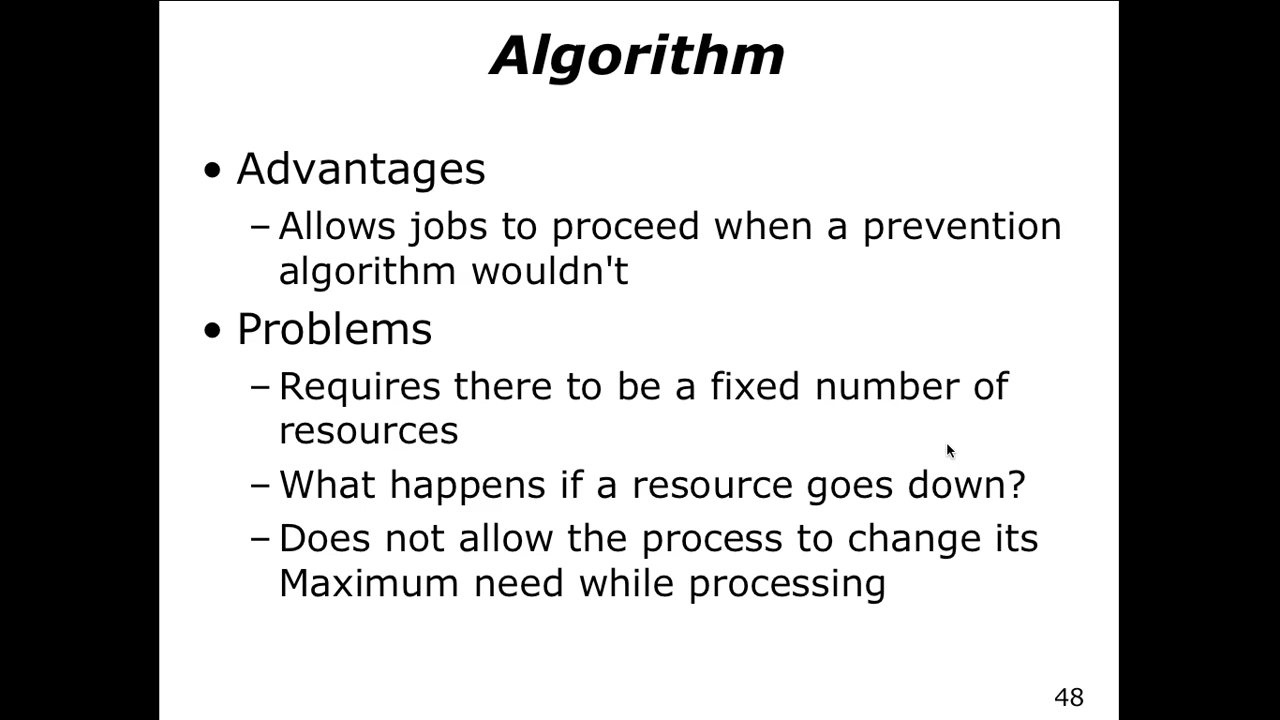 Algorithm
• Advantages
– Allows jobs to proceed when a prevention
algorithm wouldn't
• Problems
– Requires there to be a fixed number of
resources
– What happens if a resource goes down?
– Does not allow the process to change its
Maximum need while processing
48